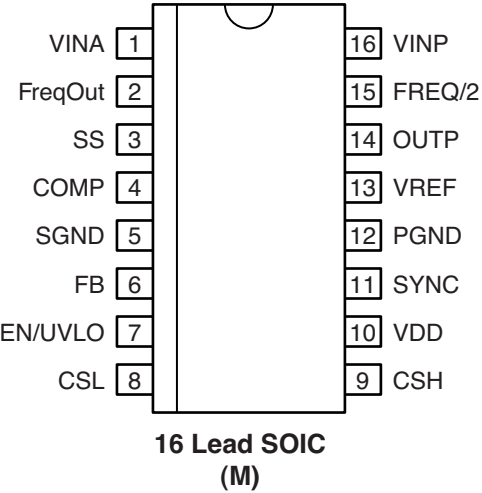 VINA 1 16 VINP
FreqOut 2 15 FREQ/2
SS 3 14 OUTP
COMP 4 13 VREF
SGND 5 12 PGND
FB 6 11 SYNC
EN/UVLO 7 10 VDD
CSL 8 9 CSH
16 Lead SOIC
(M)